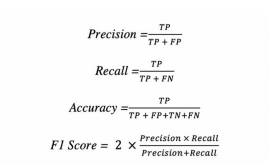 Precision = TP / TP + FP
Recall = TP / TP + FN
Accuracy = TP / TP + FP+TN+FN
F1 Score = 2 × Precision × Recall / Precision+Recall